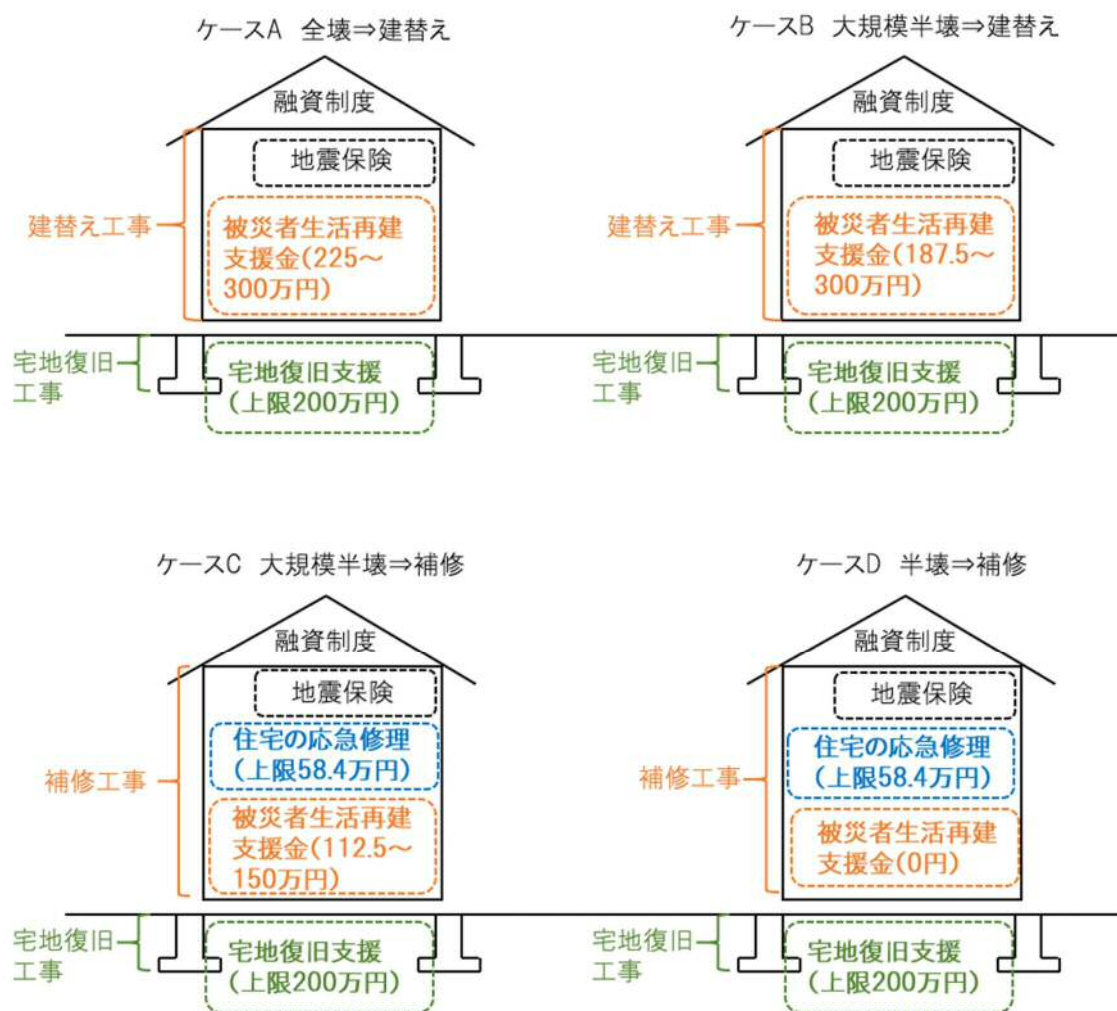 ケースA 全壊⇒建替え
融資制度
地震保険
建替え工事
被災者生活再建
支援金(225～
300万円)
宅地復旧
工事
宅地復旧支援
(上限200万円)
ケースB 大規模半壊⇒建替え
融資制度
地震保険
建替え工事
被災者生活再建
支援金(187.5～
300万円)
宅地復旧
工事
宅地復旧支援
(上限200万円)
ケースC 大規模半壊⇒補修
融資制度
地震保険
住宅の応急修理
(上限58.4万円)
補修工事
被災者生活再建
支援金(112.5～
150万円)
宅地復旧
工事
宅地復旧支援
(上限200万円)
ケースD 半壊⇒補修
融資制度
地震保険
住宅の応急修理
(上限58.4万円)
補修工事
被災者生活再建
支援金(0円)
宅地復旧
工事
宅地復旧支援
(上限200万円)